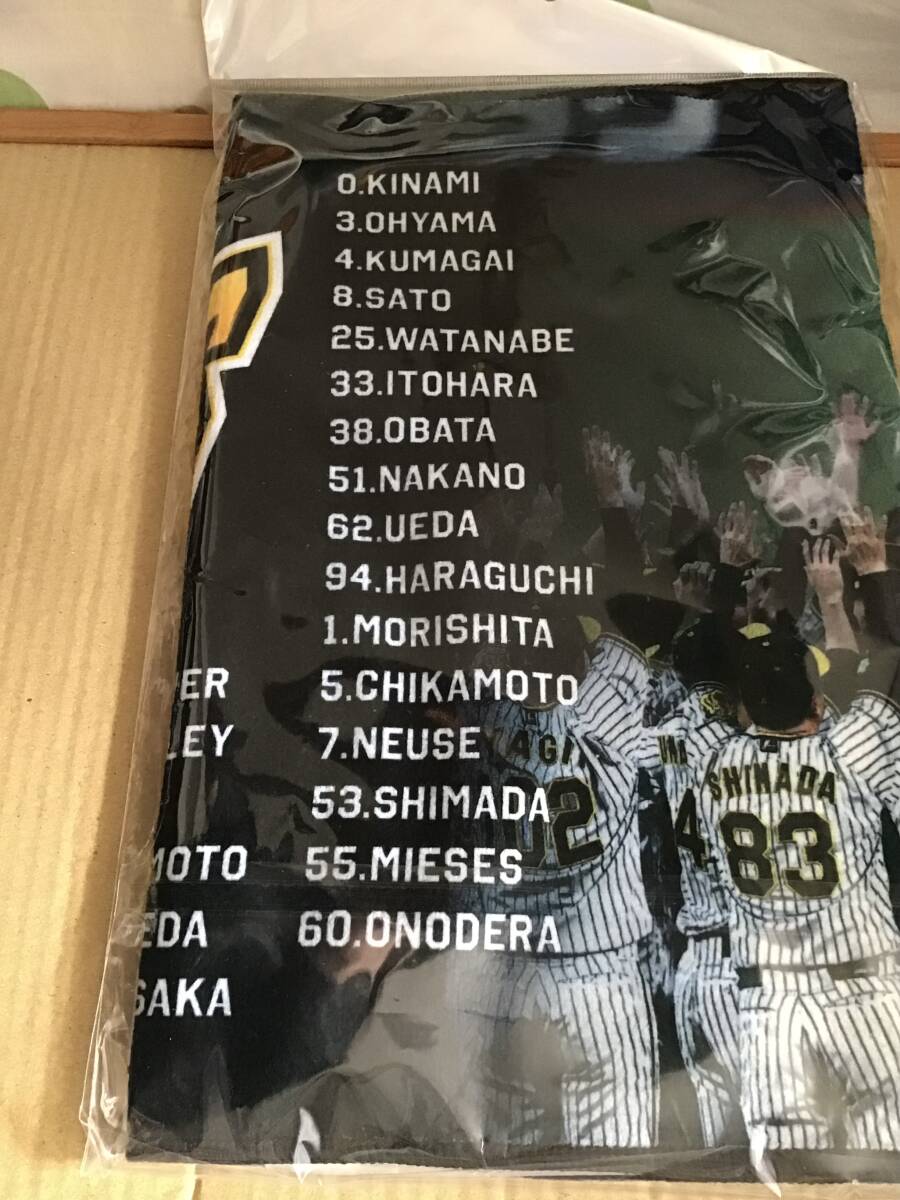 0.KINAMI
3.OHYAMA
4.KUMAGAI
8.SATO
25.WATANABE
33.ITOHARA
38.OBATA
51.NAKANO
62.UEDA
94.HARAGUCHI
1.MORISHITA
5.CHIKAMOTO
7.NEUSE
53.SHIMADA
55.MIESES
60.ONODERA
ER
LEY
MOTO
EDA
SAKA
SHINADA
83